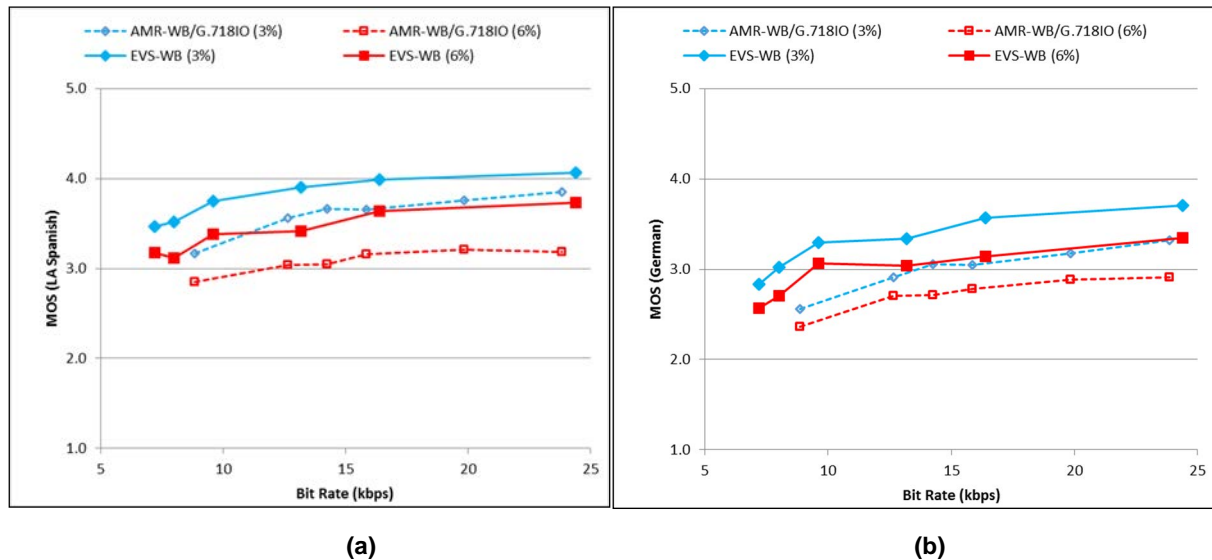 AMR-WB/G.718IO (3%) AMR-WB/G.718IO (6%)
EVS-WB (3%) EVS-WB (6%)
5.0
4.0
3.0
2.0
1.0
MOS (LA Spanish)
5 10 15 20 25
Bit Rate (kbps)
(a)
AMR-WB/G.718IO (3%) AMR-WB/G.718IO (6%)
EVS-WB (3%) EVS-WB (6%)
5.0
4.0
3.0
2.0
1.0
MOS (German)
5 10 15 20 25
Bit Rate (kbps)
(b)